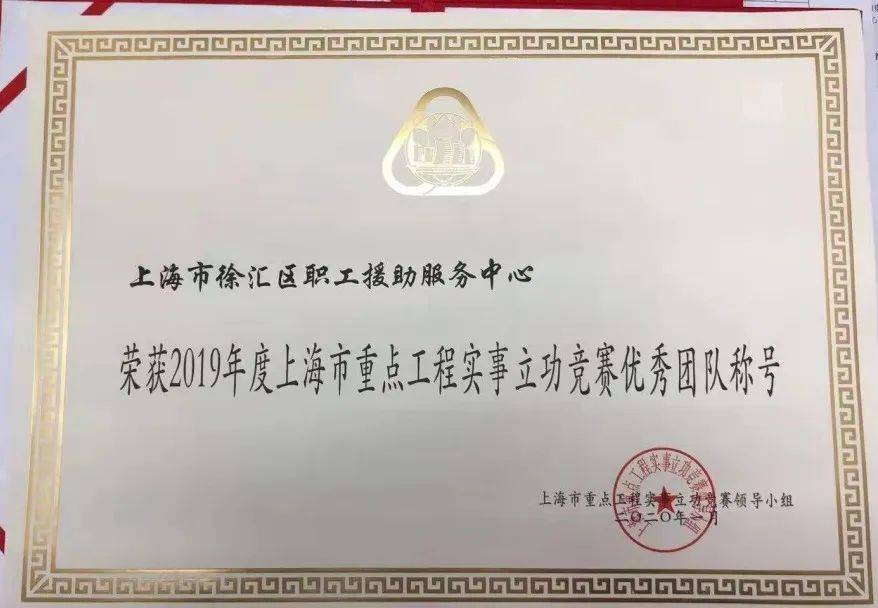 上海市徐汇区职工援助服务中心
荣获2019年度上海市重点工程实事立功竞赛优秀团队称号
上海市重点工程实事立功竞赛领导小组
二〇二〇年 月